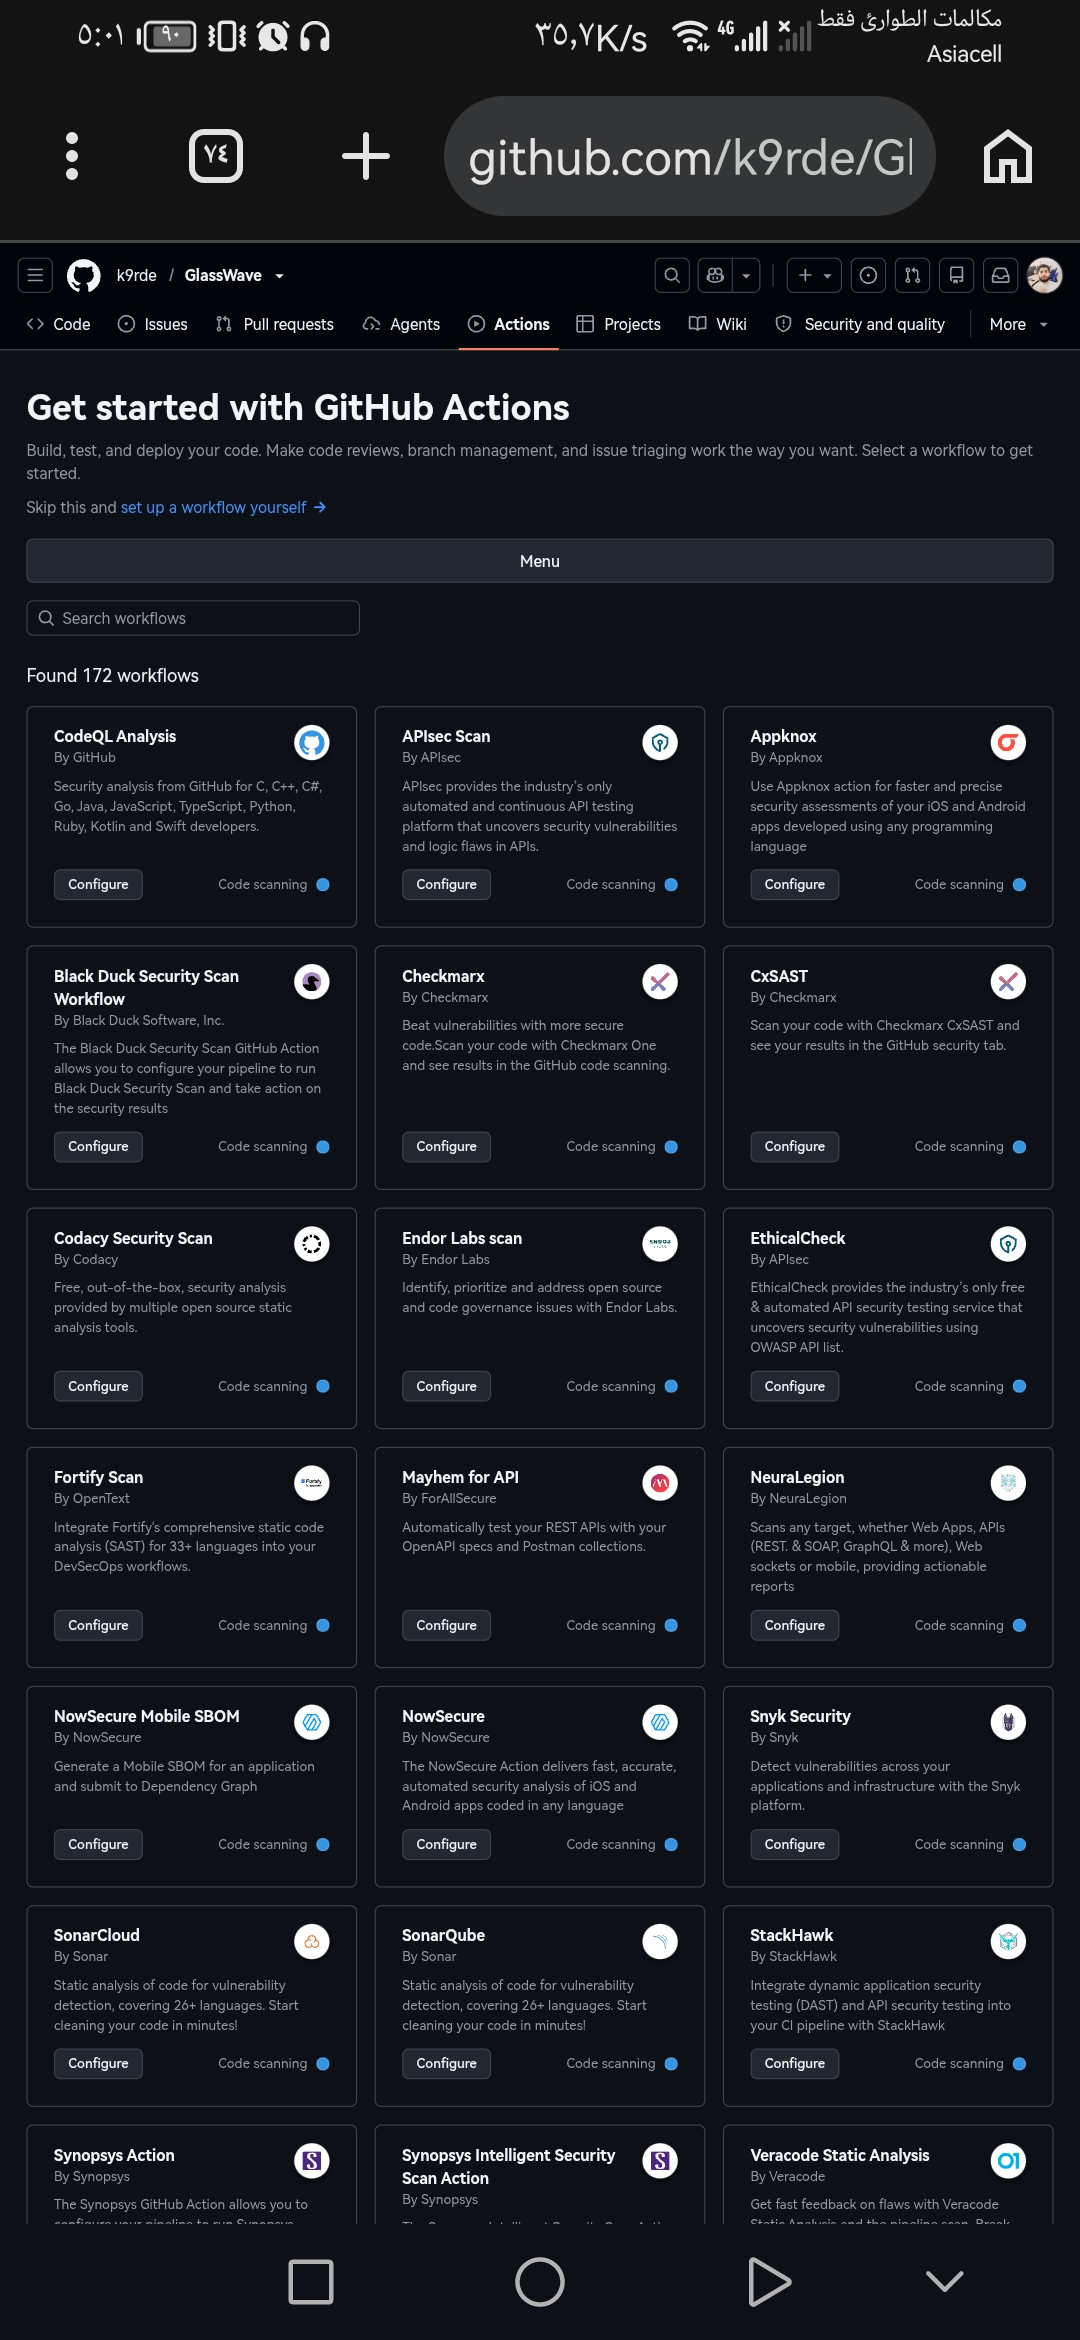 ٥:٠١
٩٠
٣٥,٧K/s
4G
مكالمات الطوارئ فقط
Asiacell
٧٤
github.com/k9rde/Gl
k9rde / GlassWave
Code Issues Pull requests Agents Actions Projects Wiki Security and quality More
Get started with GitHub Actions
Build, test, and deploy your code. Make code reviews, branch management, and issue triaging work the way you want. Select a workflow to get
started.
Skip this and set up a workflow yourself →
Menu
Search workflows
Found 172 workflows
CodeQL Analysis
By GitHub
Security analysis from GitHub for C, C++, C#,
Go, Java, JavaScript, TypeScript, Python,
Ruby, Kotlin and Swift developers.
Configure Code scanning
APIsec Scan
By APIsec
APIsec provides the industry's only
automated and continuous API testing
platform that uncovers security vulnerabilities
and logic flaws in APIs.
Configure Code scanning
Appknox
By Appknox
Use Appknox action for faster and precise
security assessments of your iOS and Android
apps developed using any programming
language
Configure Code scanning
Black Duck Security Scan
Workflow
By Black Duck Software, Inc.
The Black Duck Security Scan GitHub Action
allows you to configure your pipeline to run
Black Duck Security Scan and take action on
the security results
Configure Code scanning
Checkmarx
By Checkmarx
Beat vulnerabilities with more secure
code.Scan your code with Checkmarx One
and see results in the GitHub code scanning.
Configure Code scanning
CxSAST
By Checkmarx
Scan your code with Checkmarx CxSAST and
see your results in the GitHub security tab.
Configure Code scanning
Codacy Security Scan
By Codacy
Free, out-of-the-box, security analysis
provided by multiple open source static
analysis tools.
Configure Code scanning
Endor Labs scan
By Endor Labs
Identify, prioritize and address open source
and code governance issues with Endor Labs.
Configure Code scanning
EthicalCheck
By APIsec
EthicalCheck provides the industry's only free
& automated API security testing service that
uncovers security vulnerabilities using
OWASP API list.
Configure Code scanning
Fortify Scan
By OpenText
Integrate Fortify's comprehensive static code
analysis (SAST) for 33+ languages into your
DevSecOps workflows.
Configure Code scanning
Mayhem for API
By ForAllSecure
Automatically test your REST APIs with your
OpenAPI specs and Postman collections.
Configure Code scanning
NeuraLegion
By NeuraLegion
Scans any target, whether Web Apps, APIs
(REST. & SOAP, GraphQL & more), Web
sockets or mobile, providing actionable
reports
Configure Code scanning
NowSecure Mobile SBOM
By NowSecure
Generate a Mobile SBOM for an application
and submit to Dependency Graph
Configure Code scanning
NowSecure
By NowSecure
The NowSecure Action delivers fast, accurate,
automated security analysis of iOS and
Android apps coded in any language
Configure Code scanning
Snyk Security
By Snyk
Detect vulnerabilities across your
applications and infrastructure with the Snyk
platform.
Configure Code scanning
SonarCloud
By Sonar
Static analysis of code for vulnerability
detection, covering 26+ languages. Start
cleaning your code in minutes!
Configure Code scanning
SonarQube
By Sonar
Static analysis of code for vulnerability
detection, covering 26+ languages. Start
cleaning your code in minutes!
Configure Code scanning
StackHawk
By StackHawk
Integrate dynamic application security
testing (DAST) and API security testing into
your CI pipeline with StackHawk
Configure Code scanning
Synopsys Action
By Synopsys
The Synopsys GitHub Action allows you to
configure your pipeline to run Synopsys
Synopsys Intelligent Security
Scan Action
By Synopsys
Veracode Static Analysis
By Veracode
Get fast feedback on flaws with Veracode
Static Analysis and the pipeline scan. Break